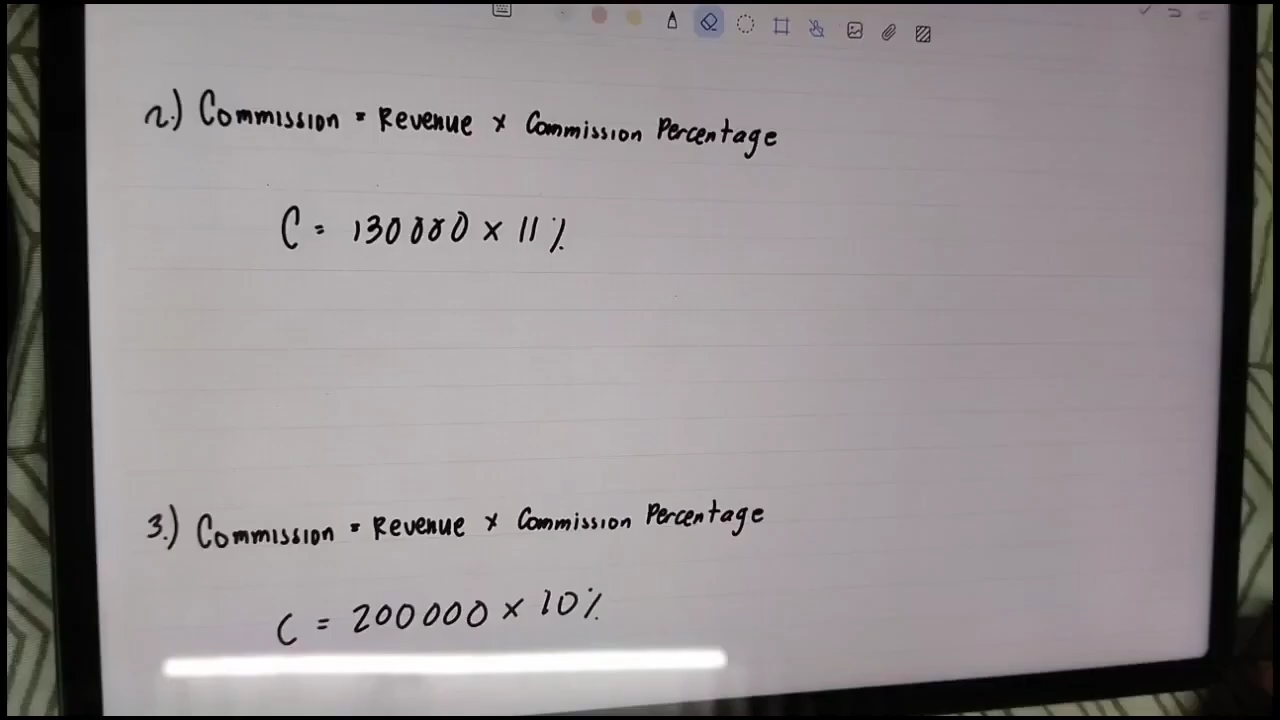 2.) Commission = Revenue x Commission Percentage
C = 130000 x 11%
3.) Commission = Revenue x Commission Percentage
C = 200000 x 10%